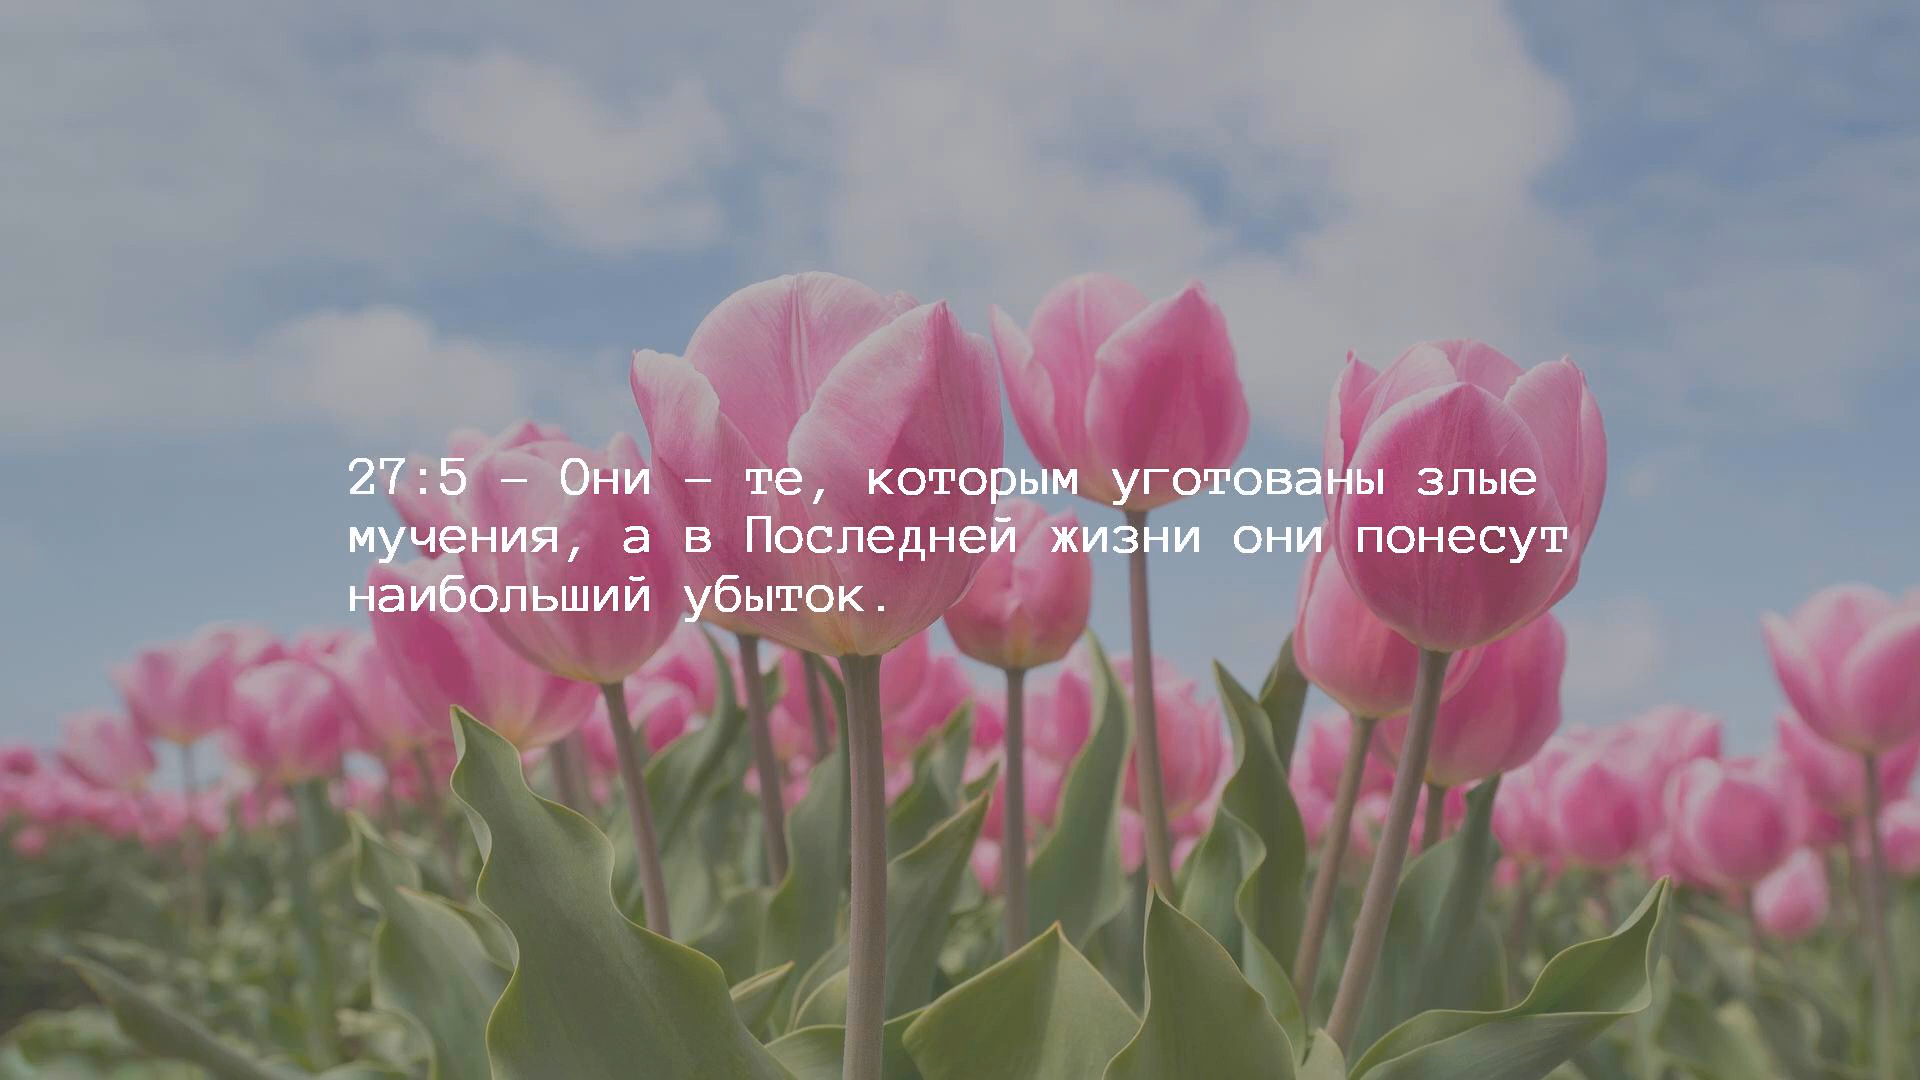 27:5 – Они – те, которым уготованы злые
мучения, а в Последней жизни они понесут
наибольший убыток.